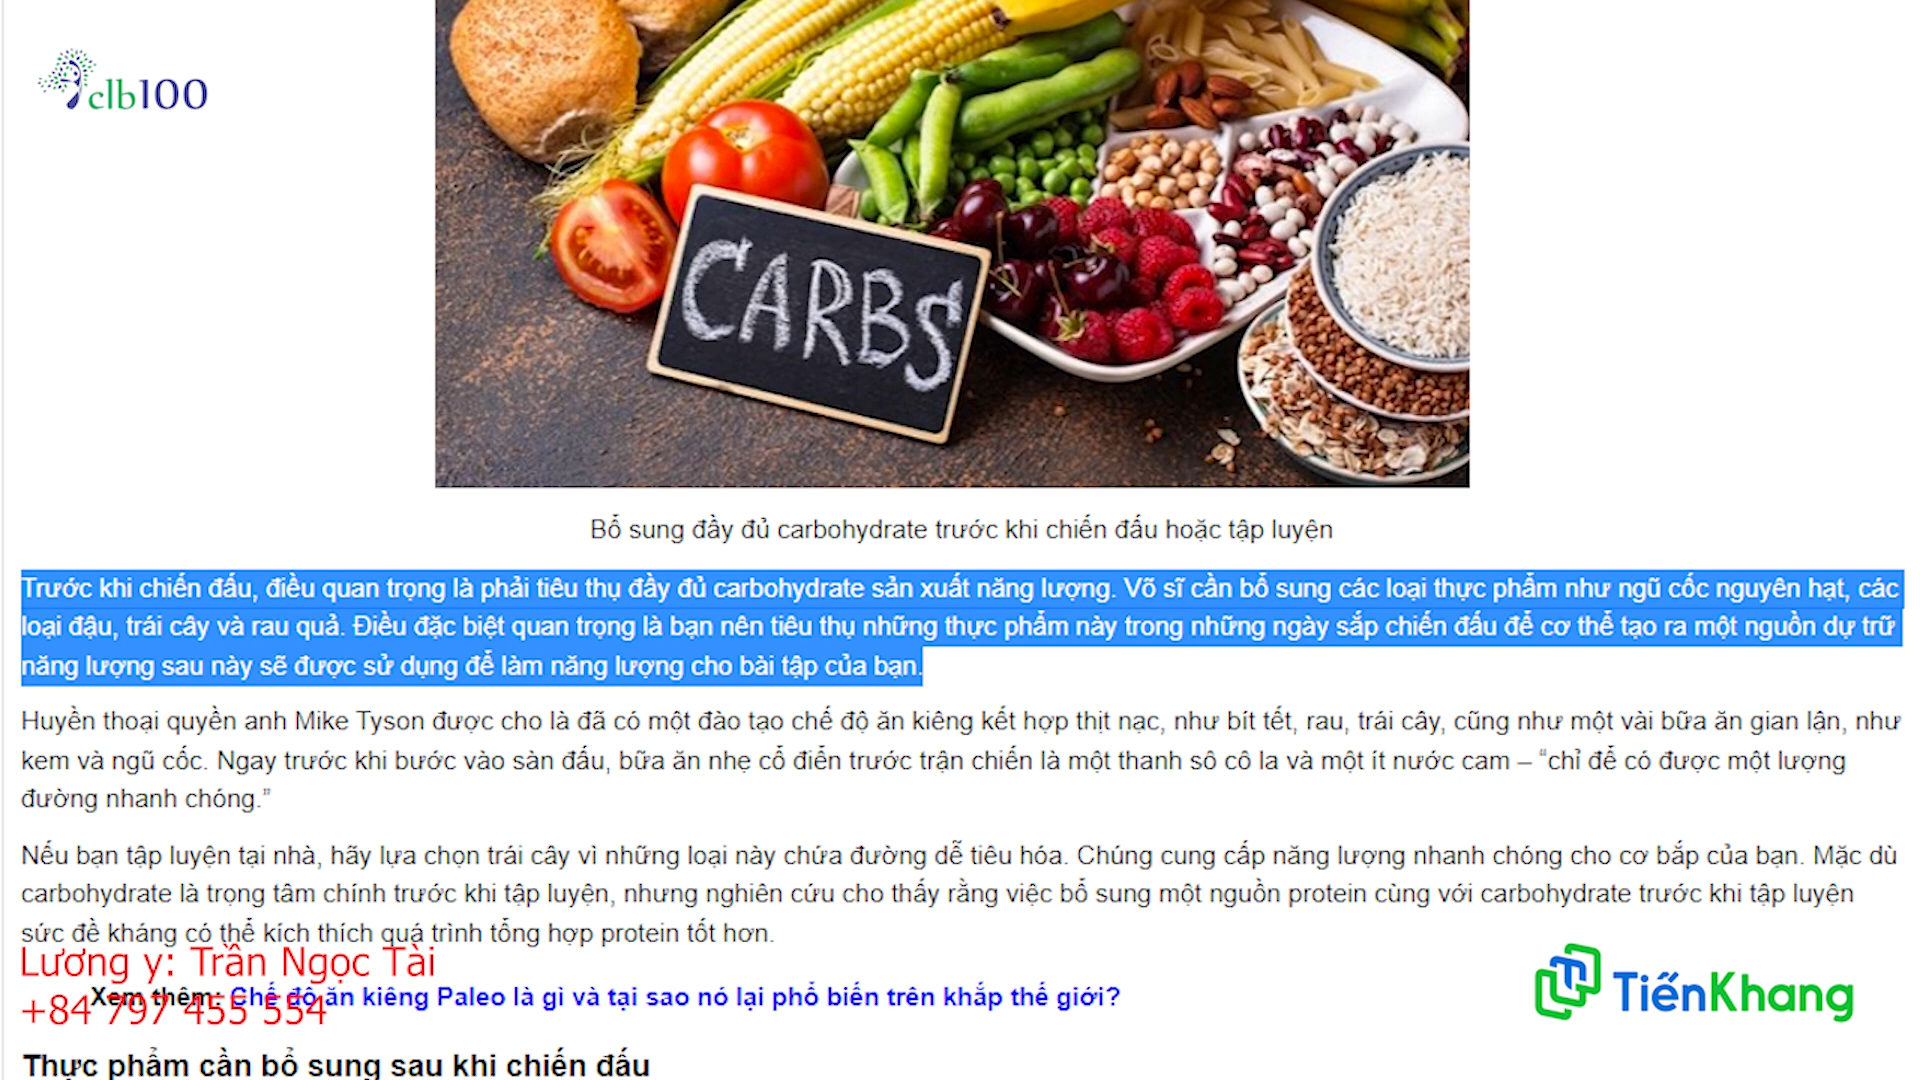 clb100
CARBS
Bổ sung đầy đủ carbohydrate trước khi chiến đấu hoặc tập luyện
Trước khi chiến đấu, điều quan trọng là phải tiêu thụ đầy đủ carbohydrate sản xuất năng lượng. Võ sĩ cần bổ sung các loại thực phẩm như ngũ cốc nguyên hạt, các
loại đậu, trái cây và rau quả. Điều đặc biệt quan trọng là bạn nên tiêu thụ những thực phẩm này trong những ngày sắp chiến đấu để cơ thể tạo ra một nguồn dự trữ
năng lượng sau này sẽ được sử dụng để làm năng lượng cho bài tập của bạn.
Huyền thoại quyền anh Mike Tyson được cho là đã có một đào tạo chế độ ăn kiêng kết hợp thịt nạc, như bít tết, rau, trái cây, cũng như một vài bữa ăn gian lận, như
kem và ngũ cốc. Ngay trước khi bước vào sàn đấu, bữa ăn nhẹ cổ điển trước trận chiến là một thanh sô cô la và một ít nước cam – “chỉ để có được một lượng
đường nhanh chóng.”
Nếu bạn tập luyện tại nhà, hãy lựa chọn trái cây vì những loại này chứa đường dễ tiêu hóa. Chúng cung cấp năng lượng nhanh chóng cho cơ bắp của bạn. Mặc dù
carbohydrate là trọng tâm chính trước khi tập luyện, nhưng nghiên cứu cho thấy rằng việc bổ sung một nguồn protein cùng với carbohydrate trước khi tập luyện
sức đề kháng có thể kích thích quá trình tổng hợp protein tốt hơn.
Lương y: Trần Ngọc Tài
Xem thêm: Chế độ ăn kiêng Paleo là gì và tại sao nó lại phổ biến trên khắp thế giới?
+84 797 455 554
TiếnKhang
Thực phẩm cần bổ sung sau khi chiến đấu